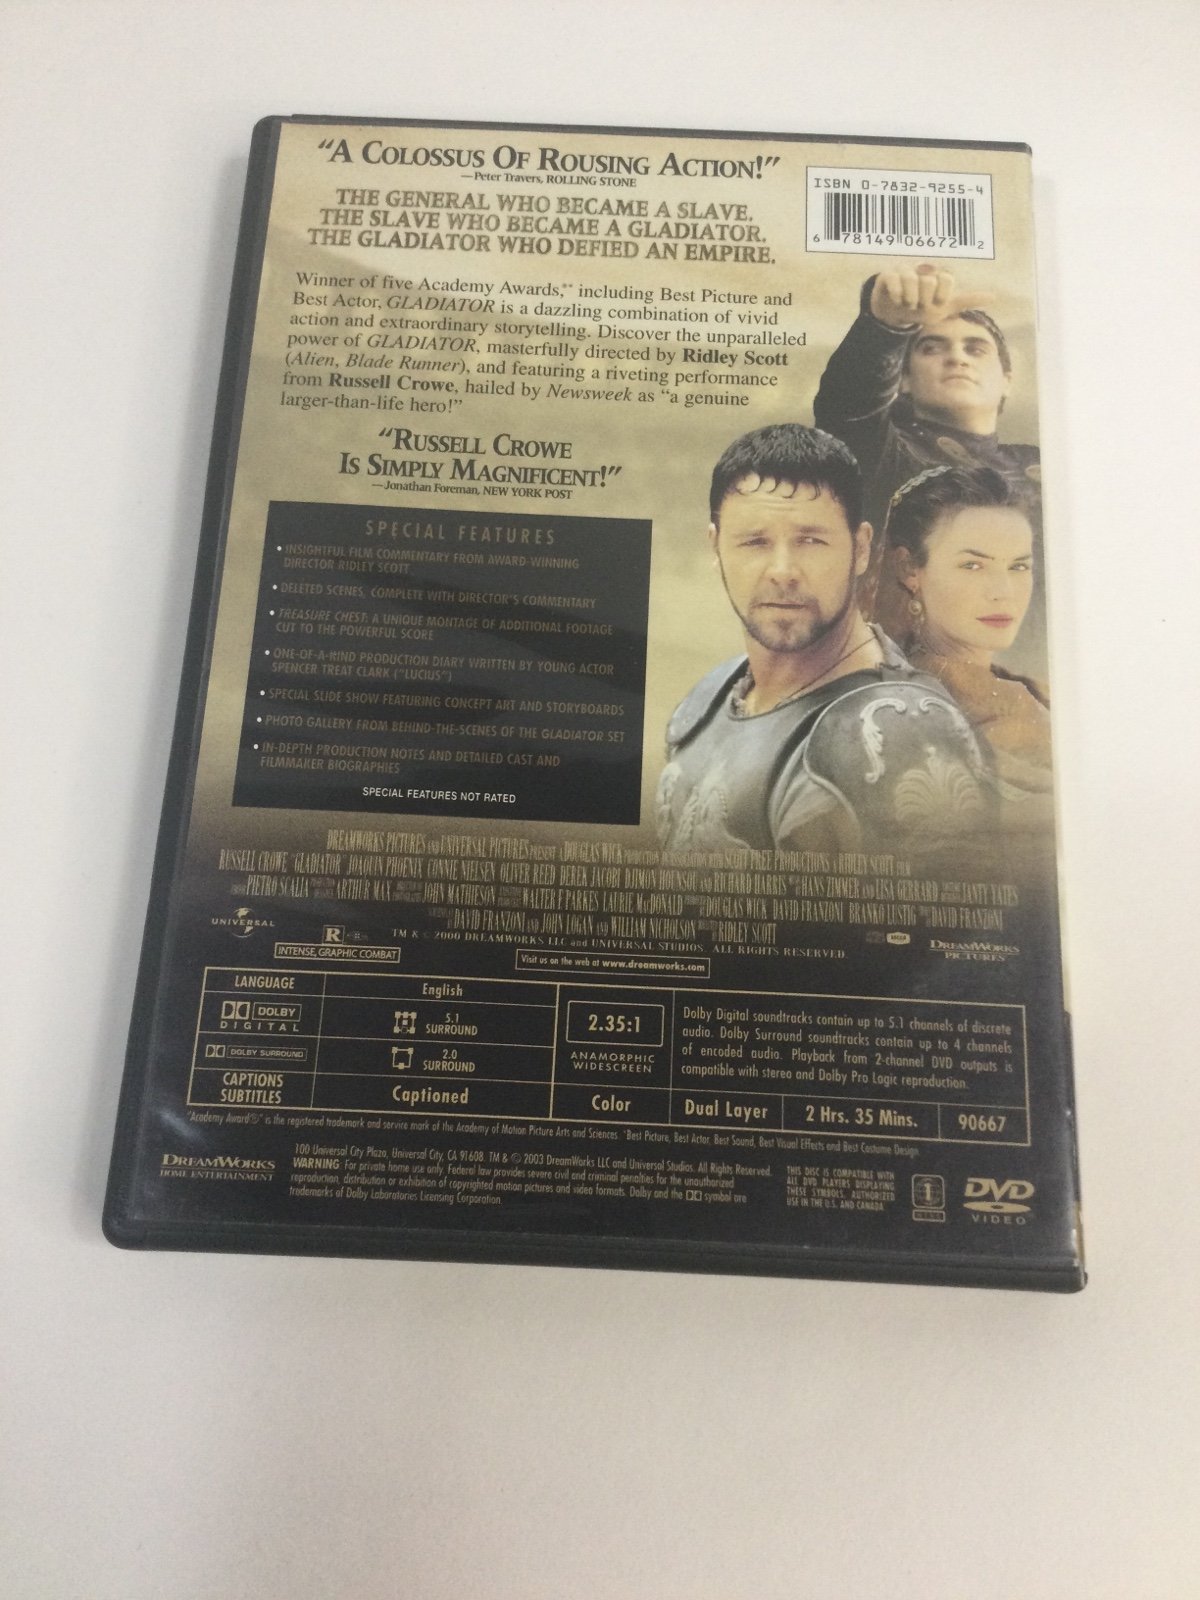 “A COLOSSUS OF ROUSING ACTION!”
—Peter Travers, ROLLING STONE
THE GENERAL WHO BECAME A SLAVE.
THE SLAVE WHO BECAME A GLADIATOR.
THE GLADIATOR WHO DEFIED AN EMPIRE.
ISBN 0-7832-9255-4
6 78149 06672 2
Winner of five Academy Awards,®* including Best Picture and
Best Actor, GLADIATOR is a dazzling combination of vivid
action and extraordinary storytelling. Discover the unparalleled
power of GLADIATOR, masterfully directed by Ridley Scott
(Alien, Blade Runner), and featuring a riveting performance
from Russell Crowe, hailed by Newsweek as “a genuine
larger-than-life hero!”
“RUSSELL CROWE
IS SIMPLY MAGNIFICENT!”
—Jonathan Foreman, NEW YORK POST
SPECIAL FEATURES
• INSIGHTFUL FILM COMMENTARY FROM AWARD-WINNING
DIRECTOR RIDLEY SCOTT
• DELETED SCENES, COMPLETE WITH DIRECTOR'S COMMENTARY
• TREASURE CHEST: A UNIQUE MONTAGE OF ADDITIONAL FOOTAGE
CUT TO THE POWERFUL SCORE
• ONE-OF-A-KIND PRODUCTION DIARY WRITTEN BY YOUNG ACTOR
SPENCER TREAT CLARK ("LUCIUS")
• SPECIAL SLIDE SHOW FEATURING CONCEPT ART AND STORYBOARDS
• PHOTO GALLERY FROM BEHIND-THE-SCENES OF THE GLADIATOR SET
• IN-DEPTH PRODUCTION NOTES AND DETAILED CAST AND
FILMMAKER BIOGRAPHIES
SPECIAL FEATURES NOT RATED
DREAMWORKS PICTURES AND UNIVERSAL PICTURES PRESENT A DOUGLAS WICK PRODUCTION IN ASSOCIATION WITH SCOTT FREE PRODUCTIONS A RIDLEY SCOTT FILM
RUSSELL CROWE "GLADIATOR" JOAQUIN PHOENIX CONNIE NIELSEN OLIVER REED DEREK JACOBI DJIMON HOUNSOU AND RICHARD HARRIS HANS ZIMMER AND LISA GERRARD JANTY YATES
PIETRO SCALIA ARTHUR MAX JOHN MATHIESON WALTER F. PARKES LAURIE MACDONALD DOUGLAS WICK DAVID FRANZONI BRANKO LUSTIG DAVID FRANZONI
DAVID FRANZONI AND JOHN LOGAN AND WILLIAM NICHOLSON RIDLEY SCOTT
UNIVERSAL
R
INTENSE, GRAPHIC COMBAT
TM & © 2000 DREAMWORKS LLC and UNIVERSAL STUDIOS. ALL RIGHTS RESERVED
Visit us on the web at www.dreamworks.com
DECCA
DREAMWORKS
PICTURES
LANGUAGE
English
DOLBY
DIGITAL
5.1
SURROUND
DOLBY SURROUND
2.0
SURROUND
CAPTIONS
SUBTITLES
Captioned
2.35:1
ANAMORPHIC
WIDESCREEN
Dolby Digital soundtracks contain up to 5.1 channels of discrete
audio. Dolby Surround soundtracks contain up to 4 channels
of encoded audio. Playback from 2-channel DVD outputs is
compatible with stereo and Dolby Pro Logic reproduction.
Color
Dual Layer
2 Hrs. 35 Mins.
90667
"Academy Award®" is the registered trademark and service mark of the Academy of Motion Picture Arts and Sciences. *Best Picture, Best Actor, Best Sound, Best Visual Effects and Best Costume Design
DREAMWORKS
HOME ENTERTAINMENT
100 Universal City Plaza, Universal City, CA 91608. TM & © 2003 DreamWorks LLC and Universal Studios. All Rights Reserved.
WARNING: For private home use only. Federal law provides severe civil and criminal penalties for the unauthorized
reproduction, distribution or exhibition of copyrighted motion pictures and video formats. Dolby and the DD symbol are
trademarks of Dolby Laboratories Licensing Corporation.
THIS DISC IS COMPATIBLE WITH
ALL DVD PLAYERS DISPLAYING
THESE SYMBOLS. AUTHORIZED
USE IN THE U.S. AND CANADA
1
NTSC
DVD
VIDEO